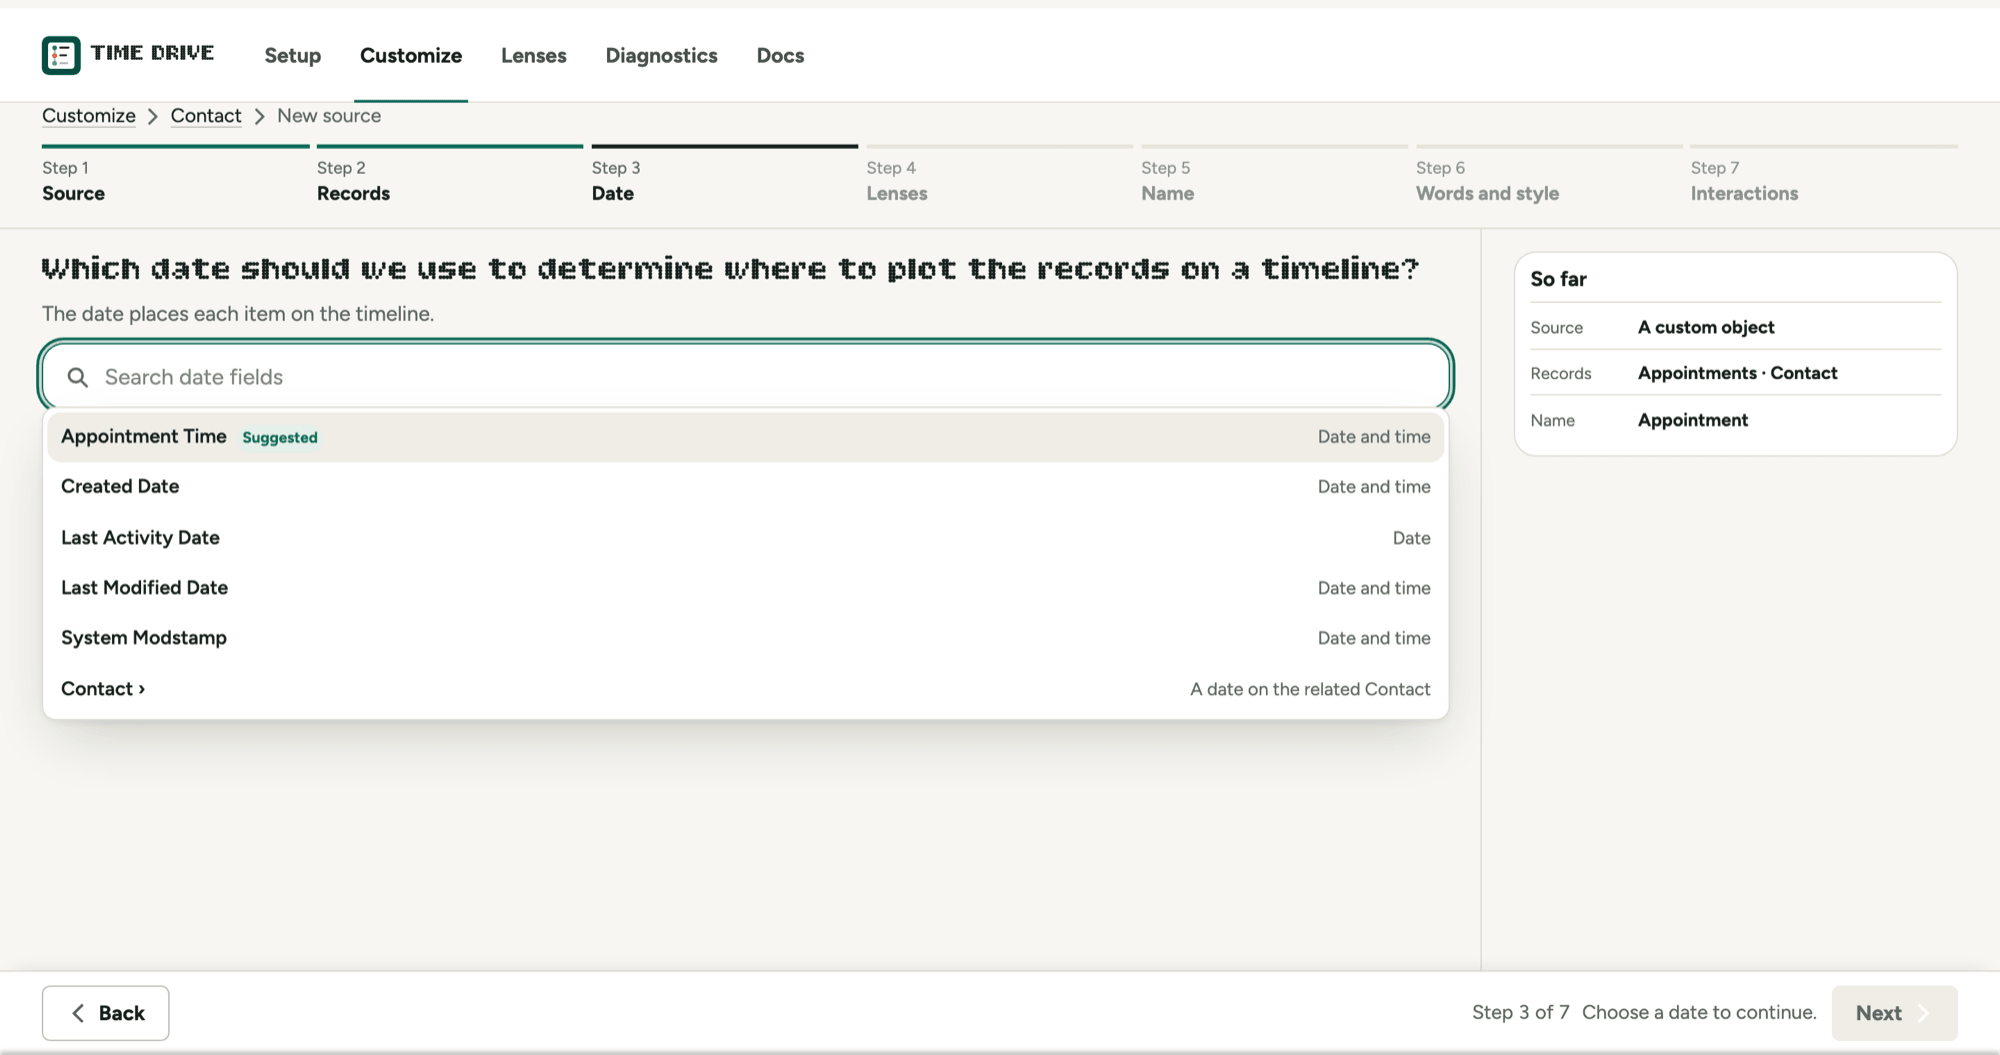 TIME DRIVE
Setup
Customize
Lenses
Diagnostics
Docs
Customize > Contact > New source
Step 1
Source
Step 2
Records
Step 3
Date
Step 4
Lenses
Step 5
Name
Step 6
Words and style
Step 7
Interactions
Which date should we use to determine where to plot the records on a timeline?
The date places each item on the timeline.
Search date fields
Appointment Time Suggested Date and time
Created Date Date and time
Last Activity Date Date
Last Modified Date Date and time
System Modstamp Date and time
Contact › A date on the related Contact
So far
Source A custom object
Records Appointments · Contact
Name Appointment
Back
Step 3 of 7 Choose a date to continue.
Next